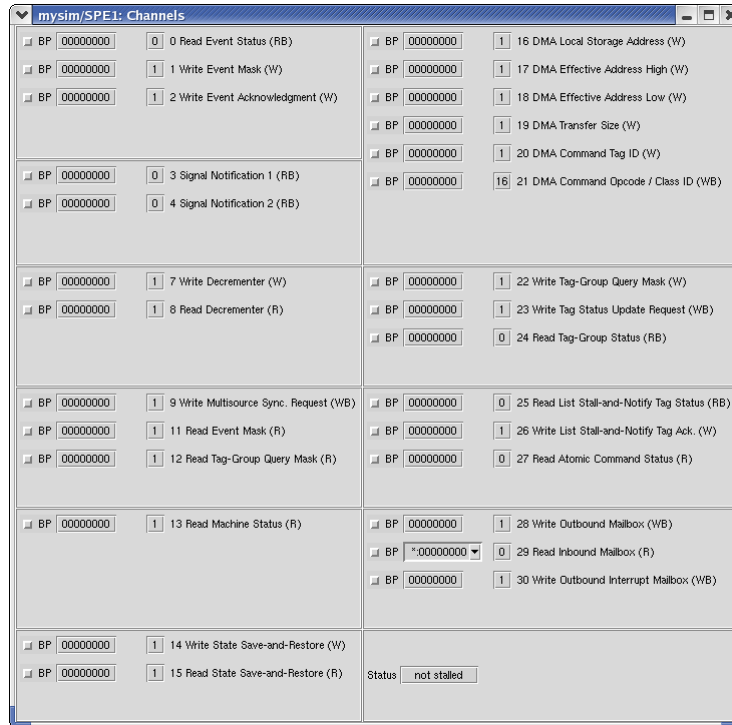 mysim/SPE1: Channels
BP 00000000 0 0 Read Event Status (RB)
BP 00000000 1 1 Write Event Mask (W)
BP 00000000 1 2 Write Event Acknowledgment (W)
BP 00000000 0 3 Signal Notification 1 (RB)
BP 00000000 0 4 Signal Notification 2 (RB)
BP 00000000 1 7 Write Decrementer (W)
BP 00000000 1 8 Read Decrementer (R)
BP 00000000 1 9 Write Multisource Sync. Request (WB)
BP 00000000 1 11 Read Event Mask (R)
BP 00000000 1 12 Read Tag-Group Query Mask (R)
BP 00000000 1 13 Read Machine Status (R)
BP 00000000 1 14 Write State Save-and-Restore (W)
BP 00000000 1 15 Read State Save-and-Restore (R)
BP 00000000 1 16 DMA Local Storage Address (W)
BP 00000000 1 17 DMA Effective Address High (W)
BP 00000000 1 18 DMA Effective Address Low (W)
BP 00000000 1 19 DMA Transfer Size (W)
BP 00000000 1 20 DMA Command Tag ID (W)
BP 00000000 16 21 DMA Command Opcode / Class ID (WB)
BP 00000000 1 22 Write Tag-Group Query Mask (W)
BP 00000000 1 23 Write Tag Status Update Request (WB)
BP 00000000 0 24 Read Tag-Group Status (RB)
BP 00000000 0 25 Read List Stall-and-Notify Tag Status (RB)
BP 00000000 1 26 Write List Stall-and-Notify Tag Ack. (W)
BP 00000000 0 27 Read Atomic Command Status (R)
BP 00000000 1 28 Write Outbound Mailbox (WB)
BP *:00000000 0 29 Read Inbound Mailbox (R)
BP 00000000 1 30 Write Outbound Interrupt Mailbox (WB)
Status not stalled